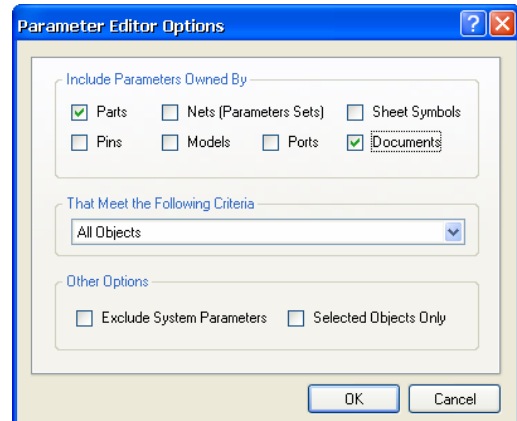 Parameter Editor Options
Include Parameters Owned By
Parts Nets (Parameters Sets) Sheet Symbols
Pins Models Ports Documents
That Meet the Following Criteria
All Objects
Other Options
Exclude System Parameters Selected Objects Only
OK Cancel